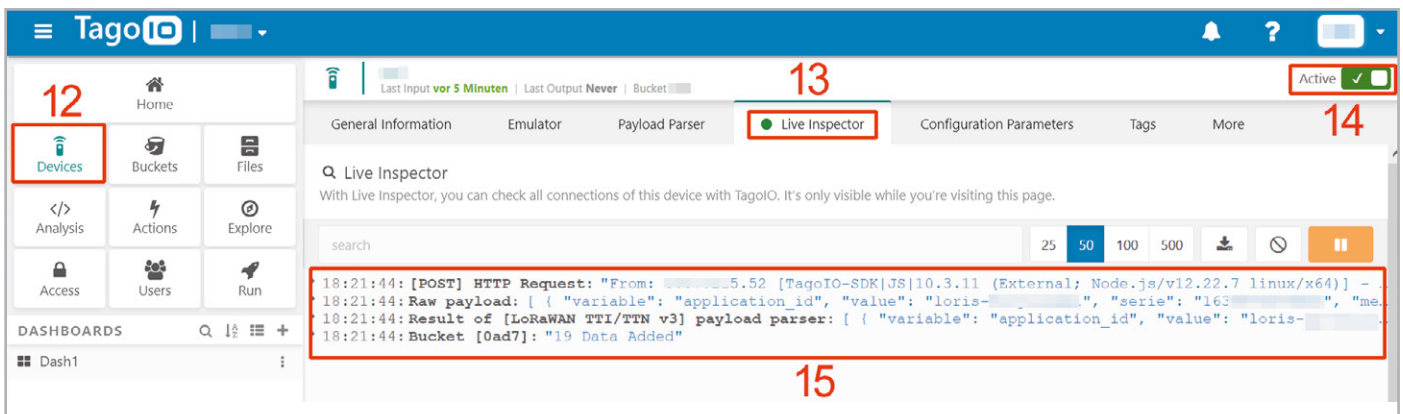 TagoIO
12
Home
Devices
Buckets
Files
Analysis
Actions
Explore
Access
Users
Run
DASHBOARDS
Dash1
Last Input vor 5 Minuten | Last Output Never | Bucket
13
Active
14
General Information
Emulator
Payload Parser
Live Inspector
Configuration Parameters
Tags
More
Live Inspector
With Live Inspector, you can check all connections of this device with TagoIO. It's only visible while you're visiting this page.
search
25 50 100 500
18:21:44: [POST] HTTP Request: "From: 5.52 [TagoIO-SDK|JS|10.3.11 (External; Node.js/v12.22.7 linux/x64)] - .
18:21:44: Raw payload: [ { "variable": "application_id", "value": "loris- ", "serie": "163 ", "me…
18:21:44: Result of [LoRaWAN TTI/TTN v3] payload parser: [ { "variable": "application_id", "value": "loris- …
18:21:44: Bucket [0ad7]: "19 Data Added"
15